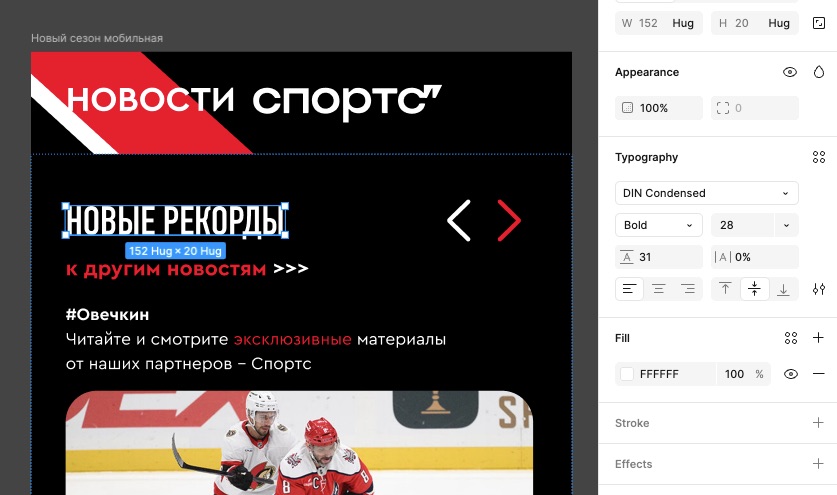 W 152 Hug H 20 Hug
Новый сезон мобильная
Appearance
НОВОСТИ спортс”
100% 0
Typography
DIN Condensed
НОВЫЕ РЕКОРДЫ
Bold 28
152 Hug × 20 Hug
31 0%
к другим новостям >>>
#Овечкин
Читайте и смотрите эксклюзивные материалы
от наших партнеров – Спортс
Fill
FFFFFF 100 %
Stroke
Effects
C
8